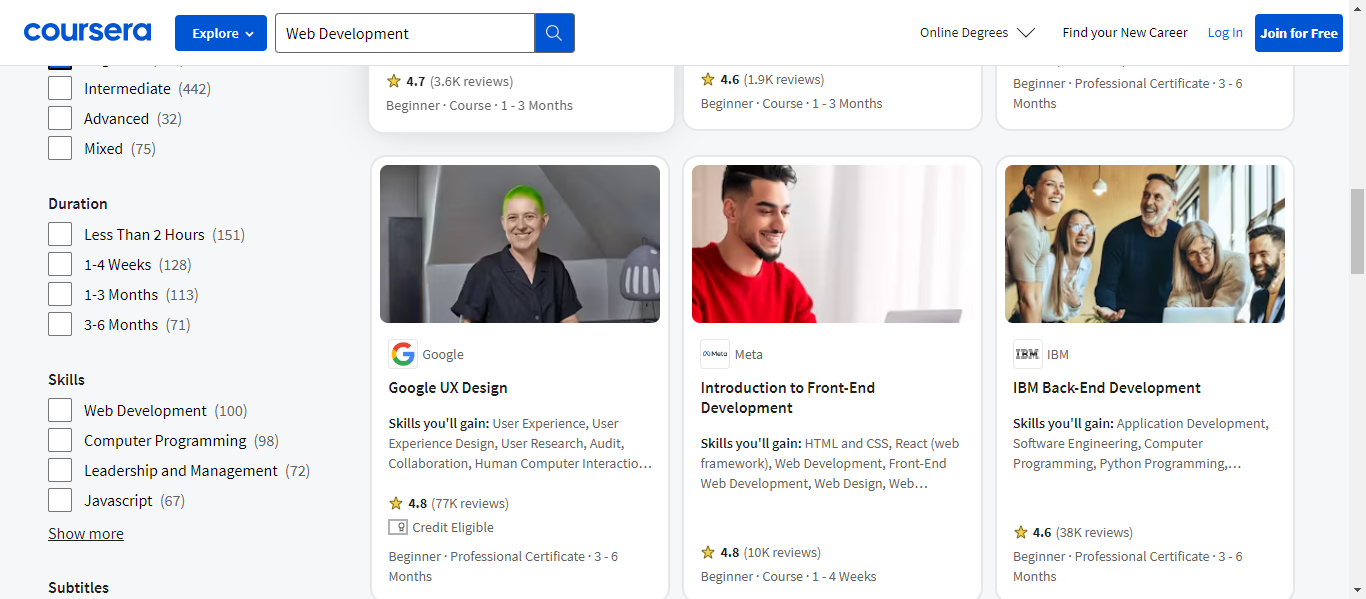 coursera
Explore
Web Development
Online Degrees
Find your New Career
Log In
Join for Free
Intermediate (442)
Advanced (32)
Mixed (75)
Duration
Less Than 2 Hours (151)
1-4 Weeks (128)
1-3 Months (113)
3-6 Months (71)
Skills
Web Development (100)
Computer Programming (98)
Leadership and Management (72)
Javascript (67)
Show more
Subtitles
4.7 (3.6K reviews)
Beginner · Course · 1 - 3 Months
4.6 (1.9K reviews)
Beginner · Course · 1 - 3 Months
Beginner · Professional Certificate · 3 - 6
Months
Google
Google UX Design
Skills you'll gain: User Experience, User
Experience Design, User Research, Audit,
Collaboration, Human Computer Interactio…
4.8 (77K reviews)
Credit Eligible
Beginner · Professional Certificate · 3 - 6
Months
Meta
Meta
Introduction to Front-End
Development
Skills you'll gain: HTML and CSS, React (web
framework), Web Development, Front-End
Web Development, Web Design, Web…
4.8 (10K reviews)
Beginner · Course · 1 - 4 Weeks
IBM
IBM
IBM Back-End Development
Skills you'll gain: Application Development,
Software Engineering, Computer
Programming, Python Programming,…
4.6 (38K reviews)
Beginner · Professional Certificate · 3 - 6
Months